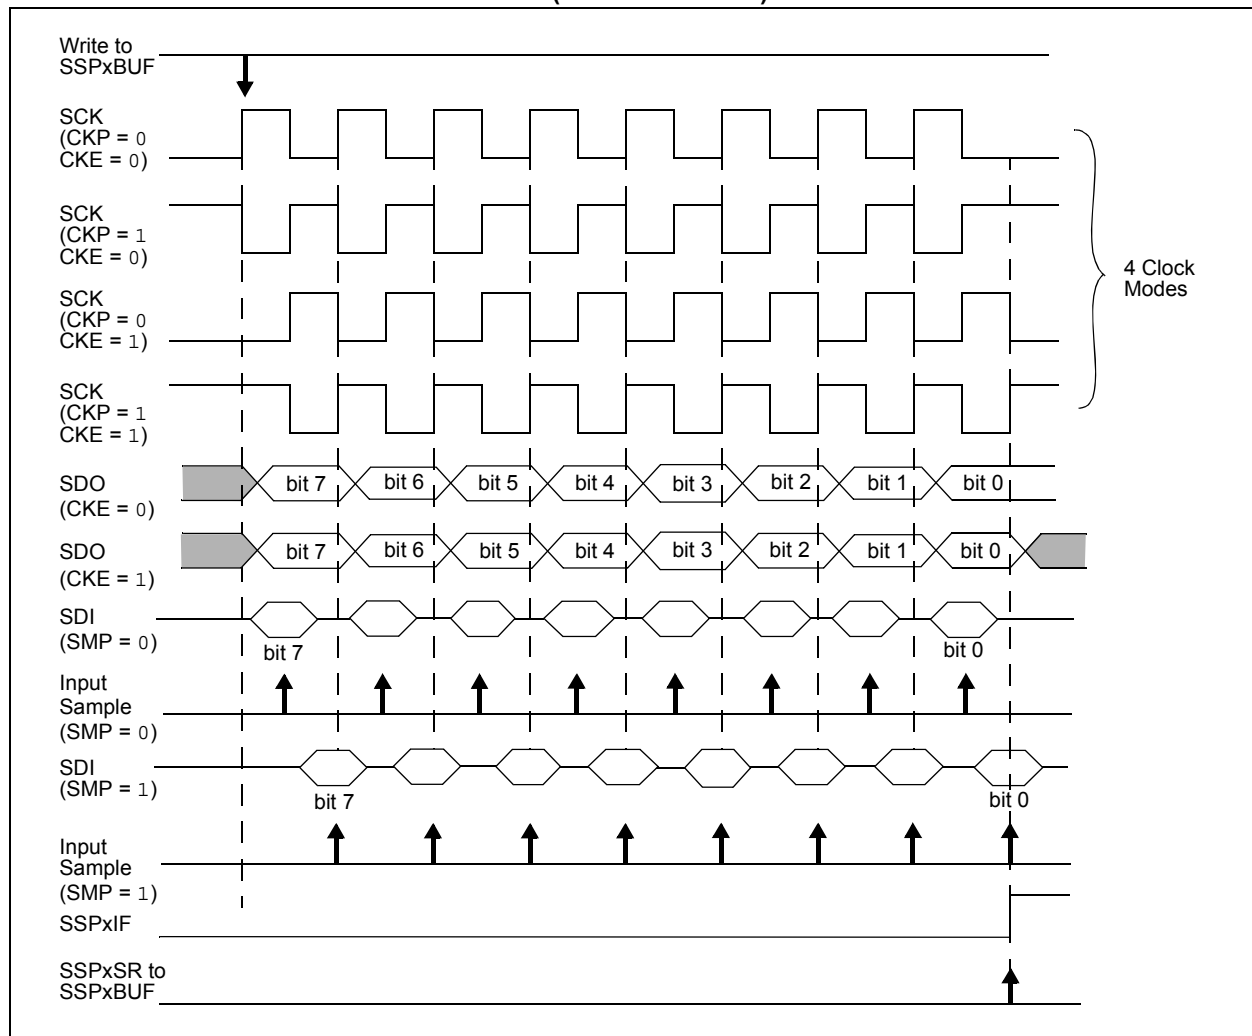 Write to
SSPxBUF
SCK
(CKP = 0
CKE = 0)
SCK
(CKP = 1
CKE = 0)
4 Clock
Modes
SCK
(CKP = 0
CKE = 1)
SCK
(CKP = 1
CKE = 1)
SDO
(CKE = 0)
bit 7 bit 6 bit 5 bit 4 bit 3 bit 2 bit 1 bit 0
SDO
(CKE = 1)
bit 7 bit 6 bit 5 bit 4 bit 3 bit 2 bit 1 bit 0
SDI
(SMP = 0)
bit 7 bit 0
Input
Sample
(SMP = 0)
SDI
(SMP = 1)
bit 7 bit 0
Input
Sample
(SMP = 1)
SSPxIF
SSPxSR to
SSPxBUF